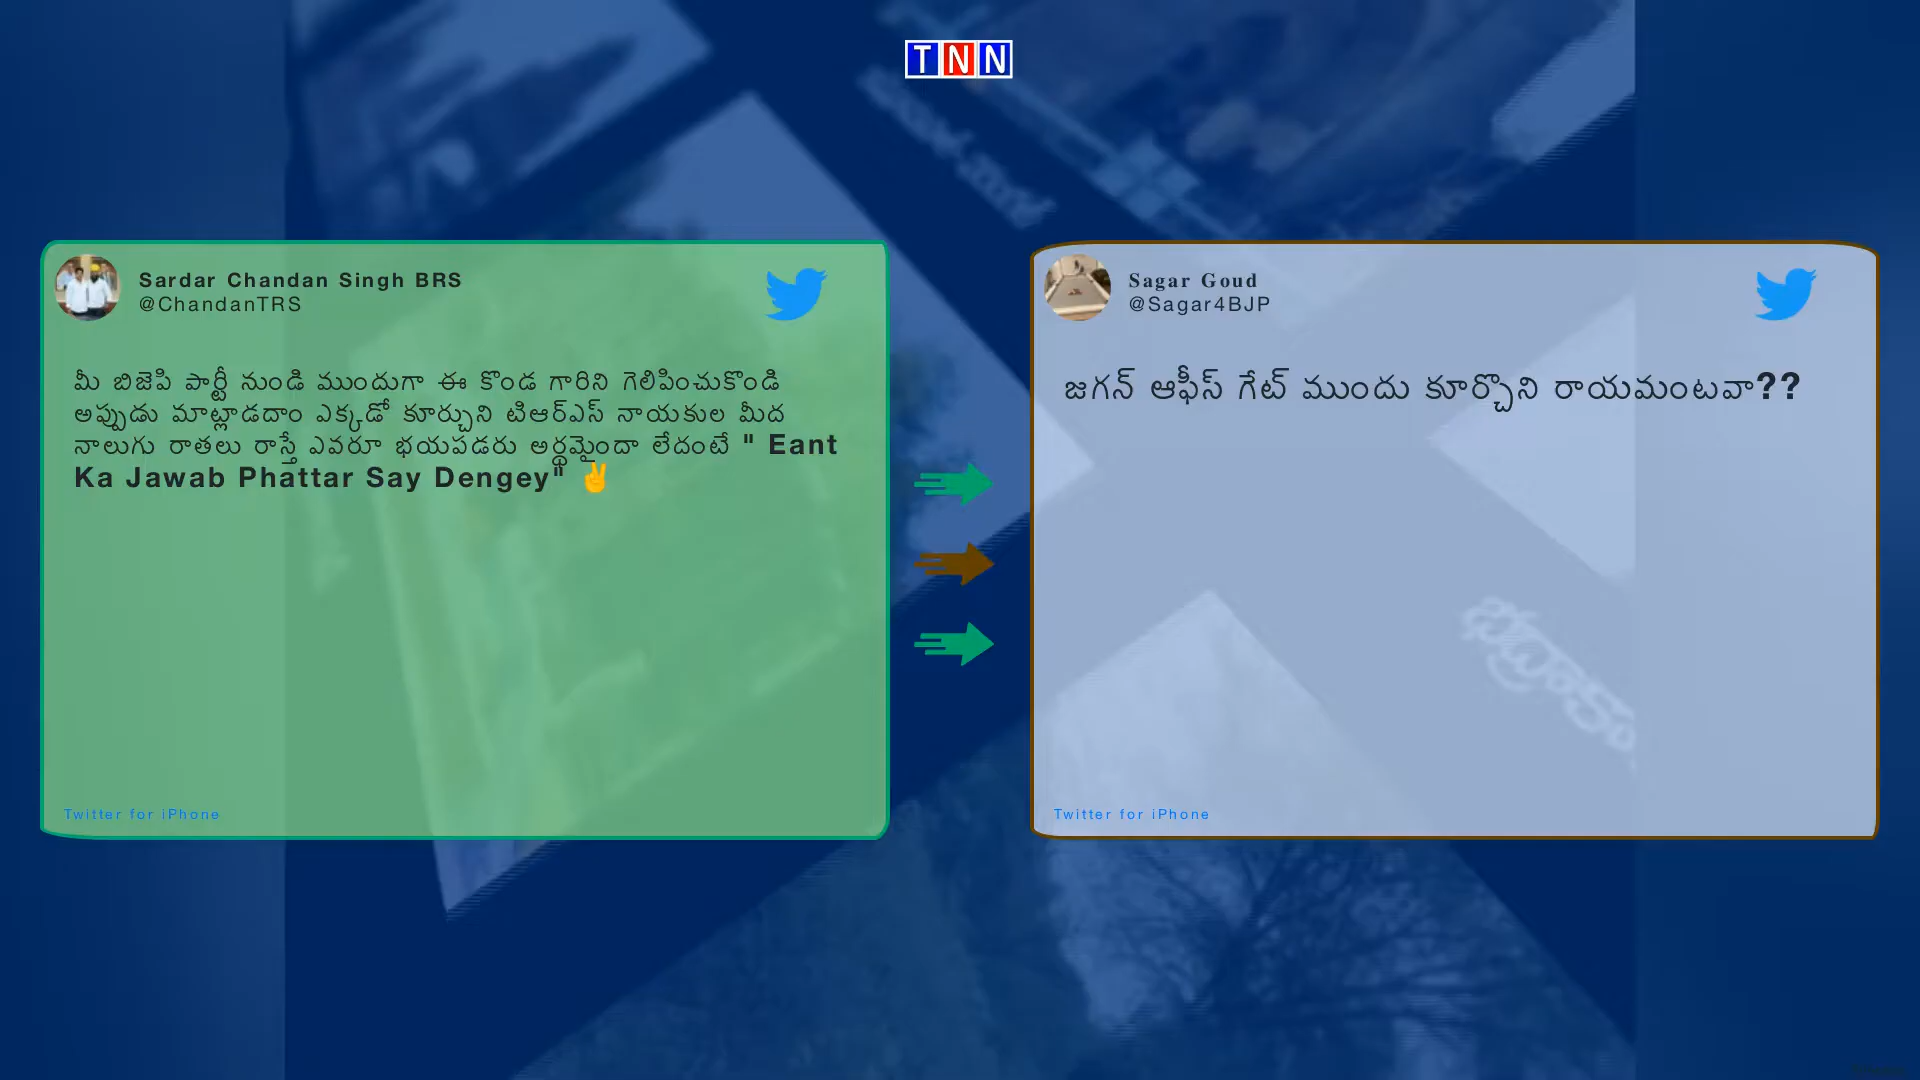 TNN
Sardar Chandan Singh BRS
@ChandanTRS
మీ బిజెపి పార్టీ నుండి ముందుగా ఈ కొండ గారిని గెలిపించుకొండి
అప్పుడు మాట్లాడదాం ఎక్కడో కూర్చుని టిఆర్ఎస్ నాయకుల మీద
నాలుగు రాతలు రాస్తే ఎవరూ భయపడరు అర్థమైందా లేదంటే " Eant
Ka Jawab Phattar Say Dengey" ✌️
Twitter for iPhone
Sagar Goud
@Sagar4BJP
జగన్ ఆఫీస్ గేట్ ముందు కూర్చొని రాయమంటవా??
Twitter for iPhone